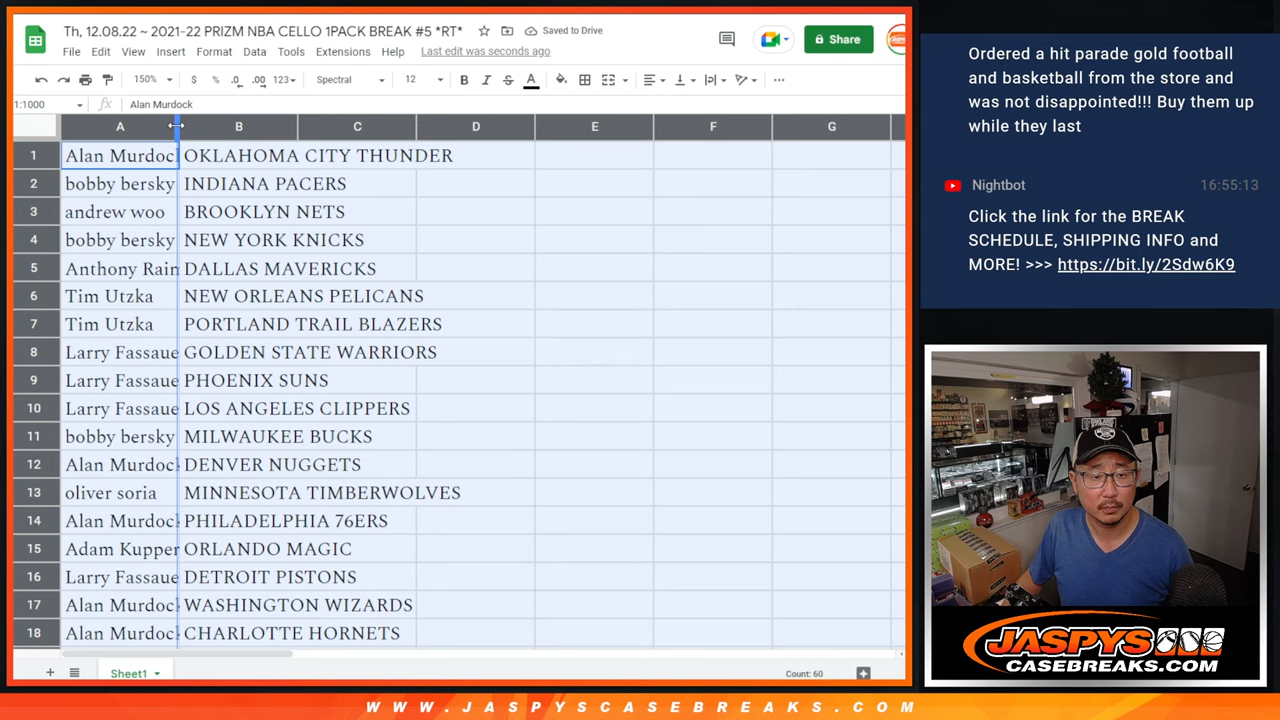 Th, 12.08.22 ~ 2021-22 PRIZM NBA CELLO 1PACK BREAK #5 *RT*
Saved to Drive
File Edit View Insert Format Data Tools Extensions Help Last edit was seconds ago
Share
150% $ % .0 .00 123 Spectral 12 B I S A
1:1000 fx Alan Murdock
A B C D E F G
1 Alan Murdock OKLAHOMA CITY THUNDER
2 bobby bersky INDIANA PACERS
3 andrew woo BROOKLYN NETS
4 bobby bersky NEW YORK KNICKS
5 Anthony Rain DALLAS MAVERICKS
6 Tim Utzka NEW ORLEANS PELICANS
7 Tim Utzka PORTLAND TRAIL BLAZERS
8 Larry Fassaue GOLDEN STATE WARRIORS
9 Larry Fassaue PHOENIX SUNS
10 Larry Fassaue LOS ANGELES CLIPPERS
11 bobby bersky MILWAUKEE BUCKS
12 Alan Murdock DENVER NUGGETS
13 oliver soria MINNESOTA TIMBERWOLVES
14 Alan Murdock PHILADELPHIA 76ERS
15 Adam Kupper ORLANDO MAGIC
16 Larry Fassaue DETROIT PISTONS
17 Alan Murdock WASHINGTON WIZARDS
18 Alan Murdock CHARLOTTE HORNETS
Sheet1
Count: 60
Ordered a hit parade gold football
and basketball from the store and
was not disappointed!!! Buy them up
while they last
Nightbot 16:55:13
Click the link for the BREAK
SCHEDULE, SHIPPING INFO and
MORE! >>> https://bit.ly/2Sdw6K9
JASPYS
CASEBREAKS.COM
WWW.JASPYSCASEBREAKS.COM